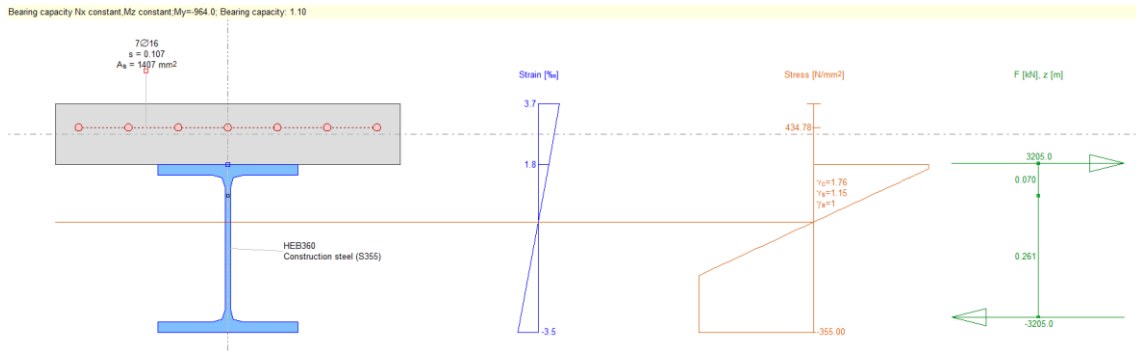 Bearing capacity Nx constant,Mz constant;My=-964.0; Bearing capacity: 1.10
7∅16
s = 0.107
As = 1407 mm²
Strain [‰]
Stress [N/mm²]
F [kN], z [m]
3.7
434.78
1.8
3205.0
γC=1.76
γS=1.15
γa=1
0.070
HEB360
Construction steel (S355)
0.261
-3.5
-355.00
-3205.0